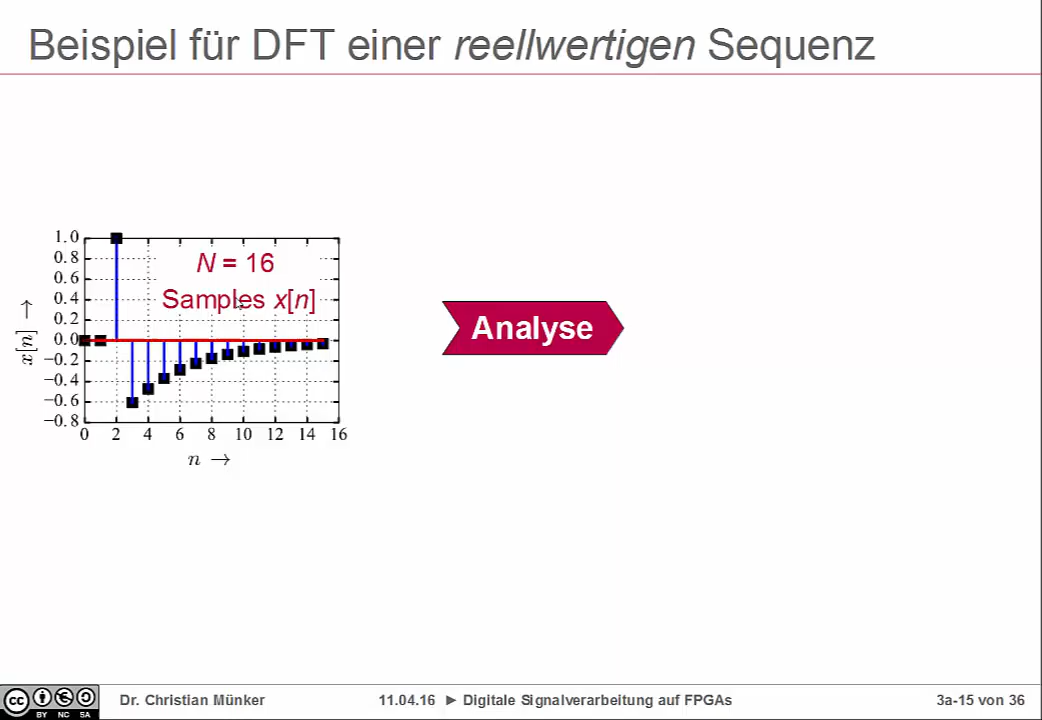 Beispiel für DFT einer reellwertigen Sequenz
1.0
0.8
0.6
0.4
0.2
0.0
−0.2
−0.4
−0.6
−0.8
x[n] →
N = 16
Samples x[n]
0 2 4 6 8 10 12 14 16
n →
Analyse
cc BY NC SA
Dr. Christian Münker
11.04.16 ► Digitale Signalverarbeitung auf FPGAs
3a-15 von 36